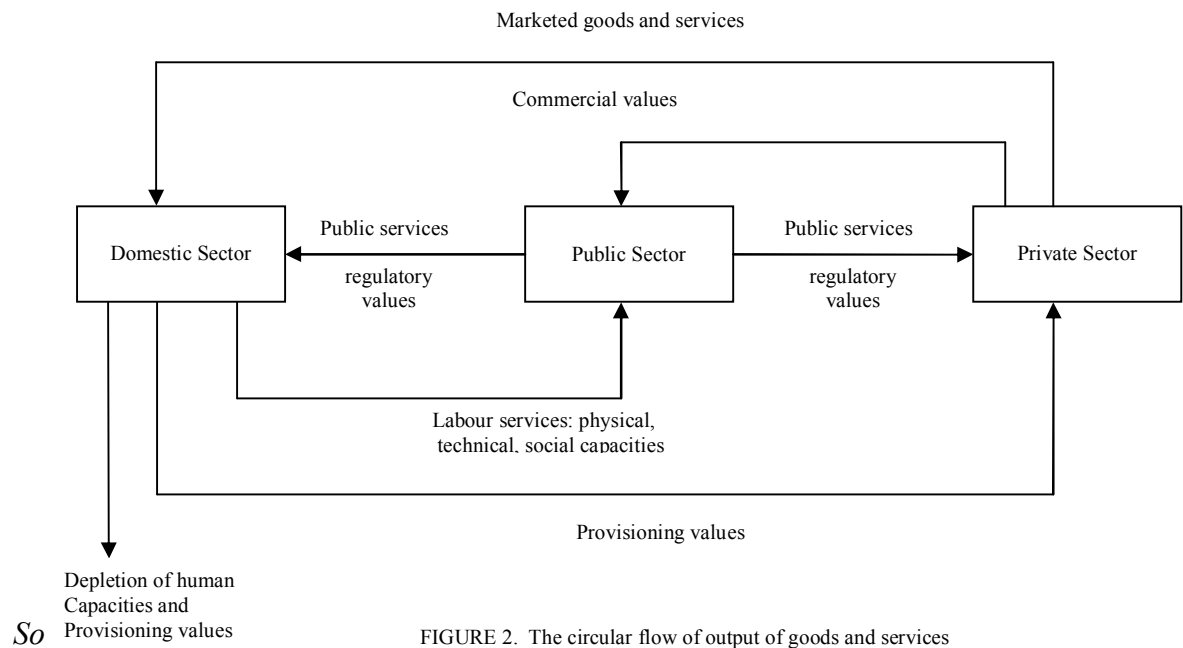 Marketed goods and services
Commercial values
Domestic Sector
Public services
regulatory
values
Public Sector
Public services
regulatory
values
Private Sector
Labour services: physical,
technical, social capacities
Provisioning values
Depletion of human
Capacities and
Provisioning values
So
FIGURE 2. The circular flow of output of goods and services